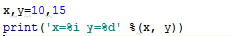 x,y=10,15
print('x=%i y=%d' %(x, y))